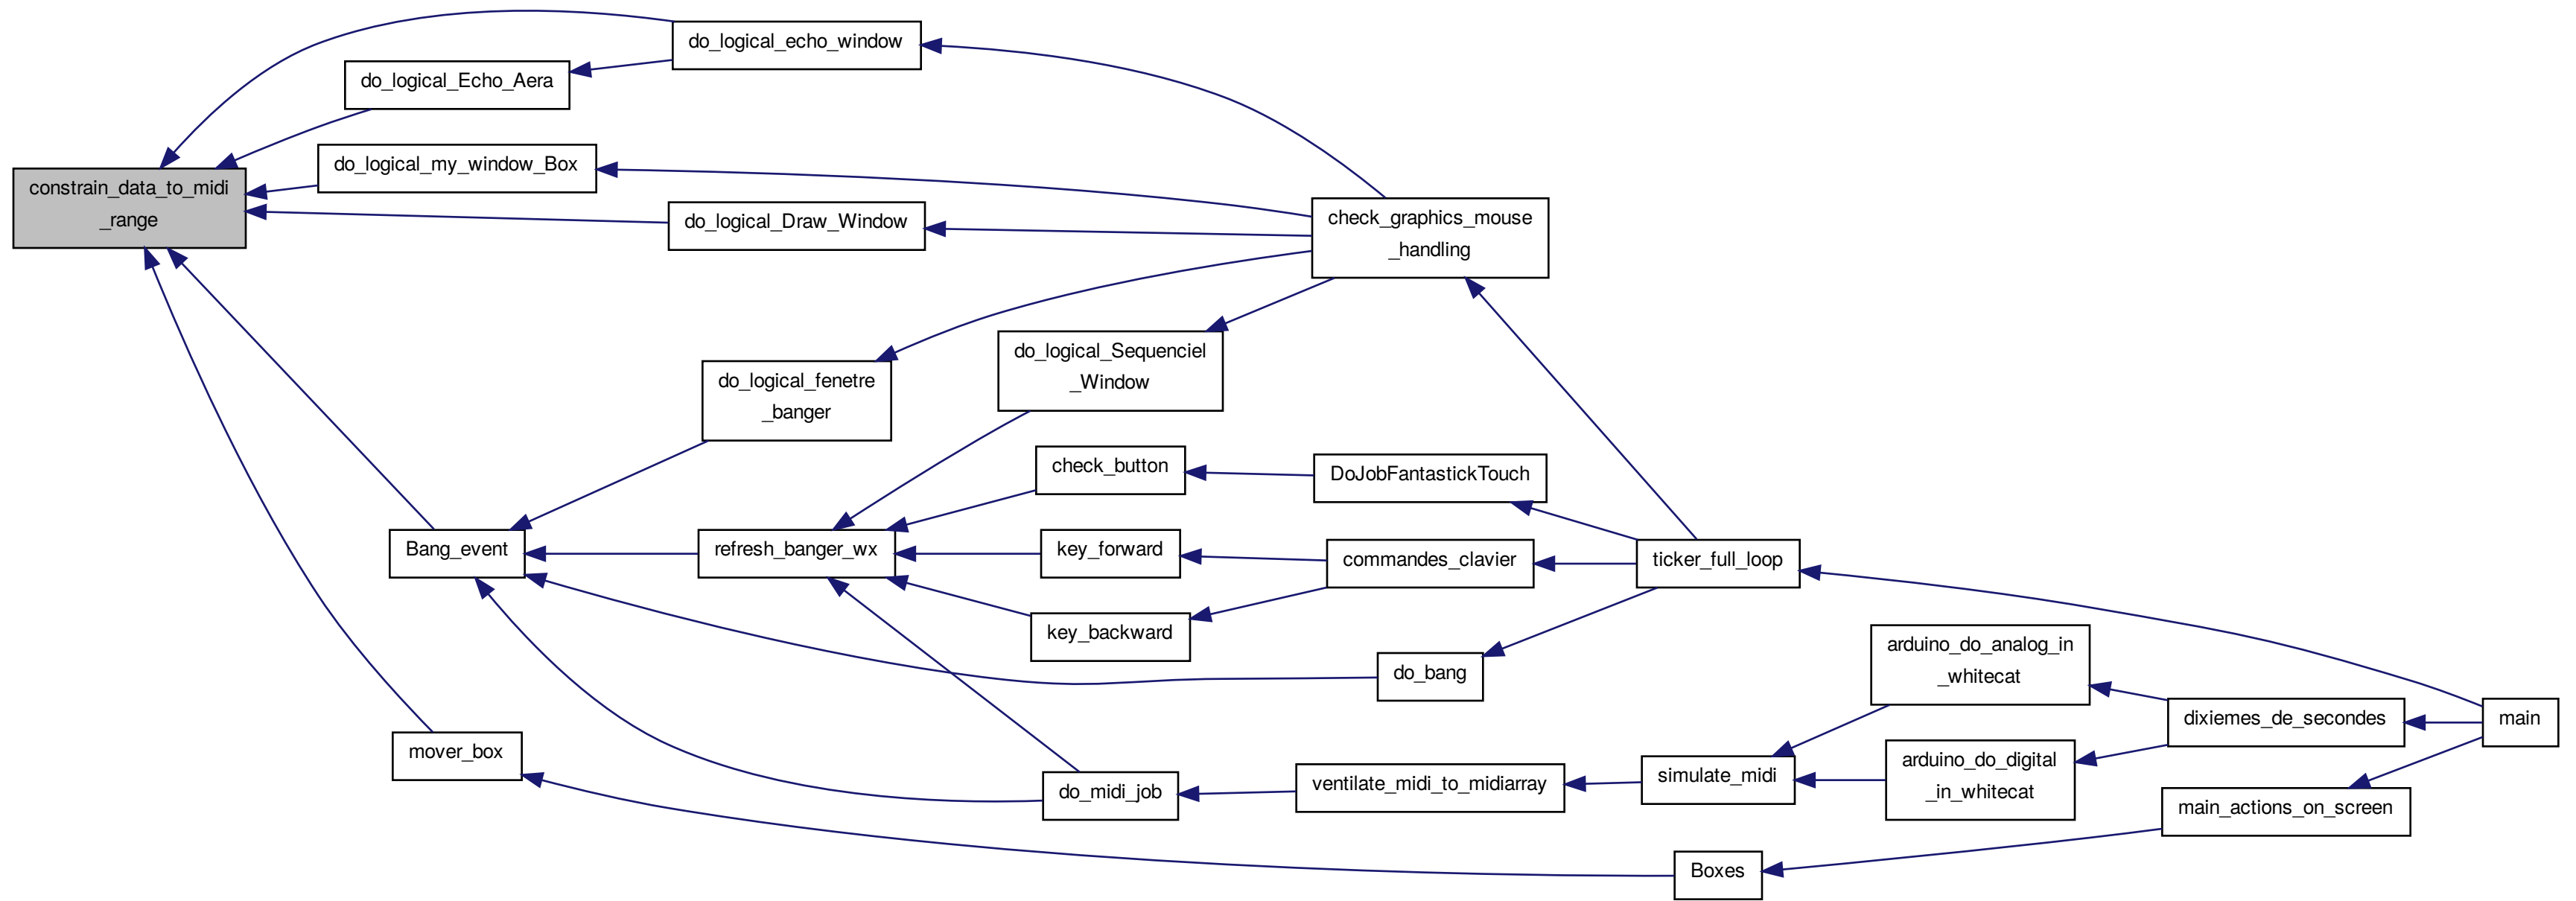 do_logical_echo_window
do_logical_Echo_Aera
do_logical_my_window_Box
constrain_data_to_midi
_range
do_logical_Draw_Window
check_graphics_mouse
_handling
do_logical_Sequenciel
_Window
do_logical_fenetre
_banger
check_button
DoJobFantastickTouch
Bang_event
refresh_banger_wx
key_forward
commandes_clavier
ticker_full_loop
key_backward
do_bang
arduino_do_analog_in
_whitecat
dixiemes_de_secondes
main
mover_box
do_midi_job
ventilate_midi_to_midiarray
simulate_midi
arduino_do_digital
_in_whitecat
main_actions_on_screen
Boxes